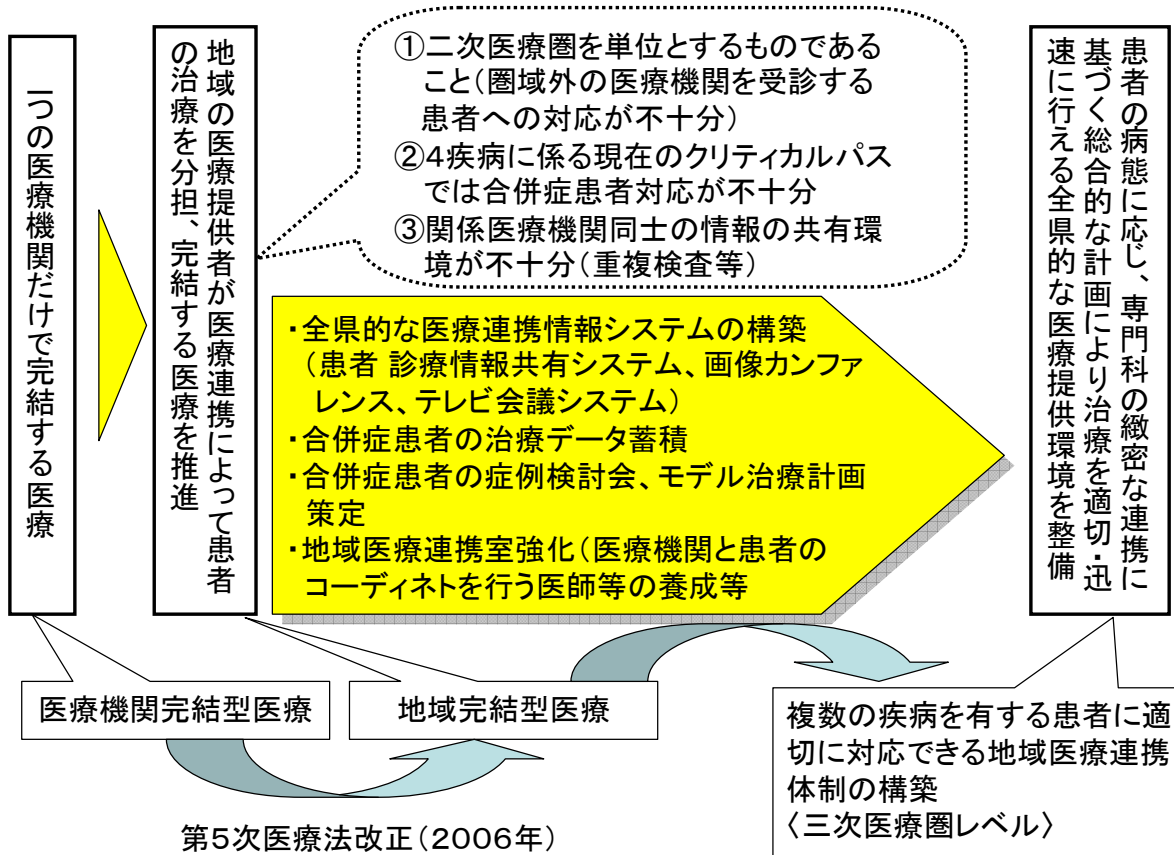 一つの医療機関だけで完結する医療
地域の医療提供者が医療連携によって患者
の治療を分担、完結する医療を推進
①二次医療圏を単位とするものである
こと(圏域外の医療機関を受診する
患者への対応が不十分)
②4疾病に係る現在のクリティカルパス
では合併症患者対応が不十分
③関係医療機関同士の情報の共有環
境が不十分(重複検査等)
・全県的な医療連携情報システムの構築
(患者 診療情報共有システム、画像カンファ
レンス、テレビ会議システム)
・合併症患者の治療データ蓄積
・合併症患者の症例検討会、モデル治療計画
策定
・地域医療連携室強化(医療機関と患者の
コーディネトを行う医師等の養成等
患者の病態に応じ、専門科の緻密な連携に
基づく総合的な計画により治療を適切・迅
速に行える全県的な医療提供環境を整備
医療機関完結型医療
地域完結型医療
複数の疾病を有する患者に適
切に対応できる地域医療連携
体制の構築
〈三次医療圏レベル〉
第5次医療法改正(2006年)